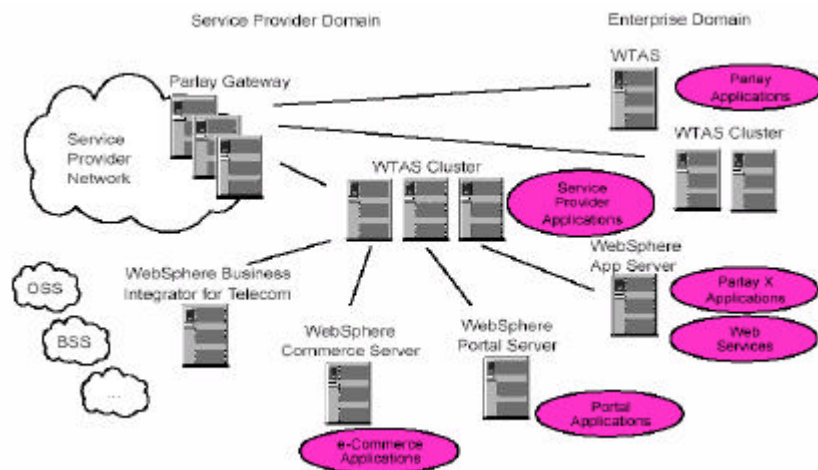 Service Provider Domain
Enterprise Domain
WTAS
Parlay Gateway
Parlay
Applications
Service
Provider
Network
WTAS Cluster
WTAS Cluster
Service
Provider
Applications
WebSphere
App Server
WebSphere Business
Integrator for Telecom
OSS
Parlay X
Applications
Web
Services
BSS
WebSphere
Commerce Server
WebSphere
Portal Server
...
Portal
Applications
e-Commerce
Applications